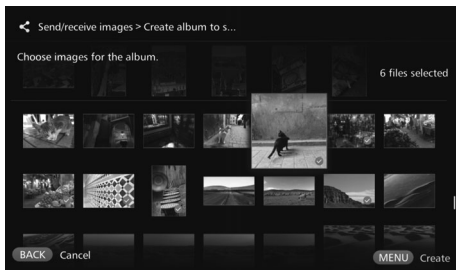 Send/receive images > Create album to s...
Choose images for the album.
6 files selected
BACK Cancel
MENU Create